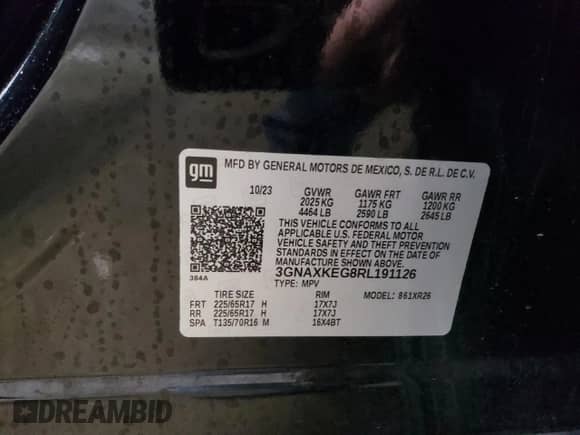 gm
MFD BY GENERAL MOTORS DE MEXICO, S. DE R.L. DE C.V.
10/23 GVWR GAWR FRT GAWR RR
2025 KG 1175 KG 1200 KG
4464 LB 2590 LB 2645 LB
THIS VEHICLE CONFORMS TO ALL
APPLICABLE U.S. FEDERAL MOTOR
VEHICLE SAFETY AND THEFT PREVENTION
STANDARDS IN EFFECT ON THE DATE OF
MANUFACTURE SHOWN ABOVE.
384A
3GNAXKEG8RL191126
TYPE: MPV
TIRE SIZE RIM MODEL: 861XR26
FRT 225/65R17 H 17X7J
RR 225/65R17 H 17X7J
SPA T135/70R16 M 16X4BT
DREAMBID